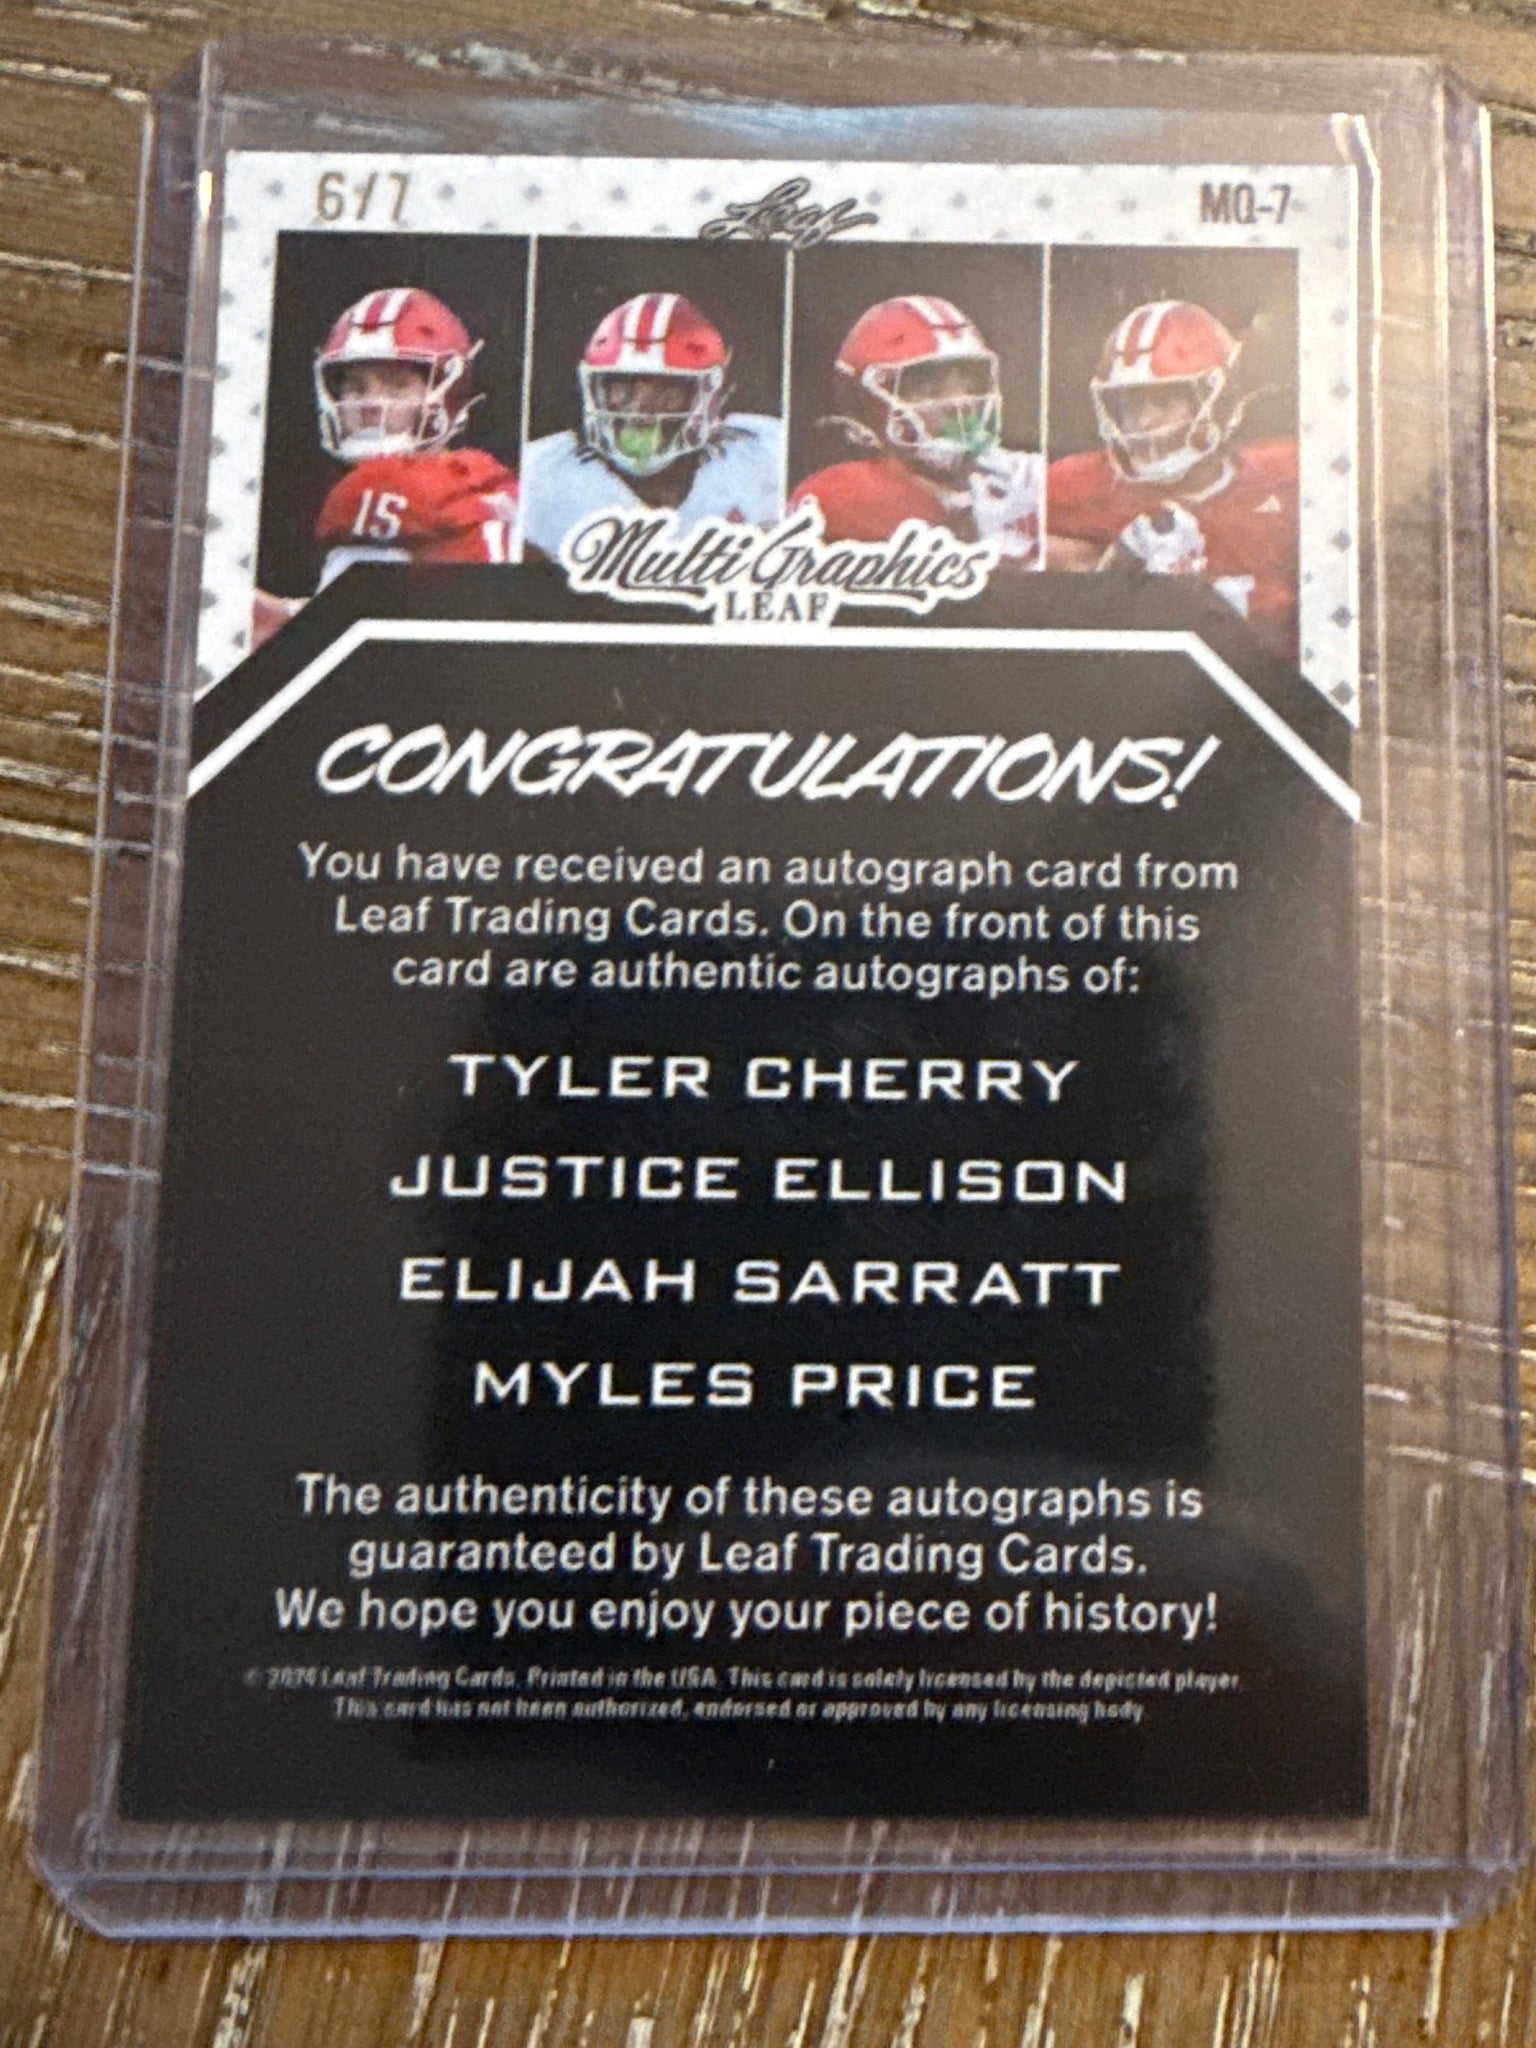 6/7
Leaf
MQ-7
15
Multi Graphics
LEAF
CONGRATULATIONS!
You have received an autograph card from
Leaf Trading Cards. On the front of this
card are authentic autographs of:
TYLER CHERRY
JUSTICE ELLISON
ELIJAH SARRATT
MYLES PRICE
The authenticity of these autographs is
guaranteed by Leaf Trading Cards.
We hope you enjoy your piece of history!
© 2024 Leaf Trading Cards. Printed in the USA. This card is solely licensed by the depicted player.
This card has not been authorized, endorsed or approved by any licensing body.